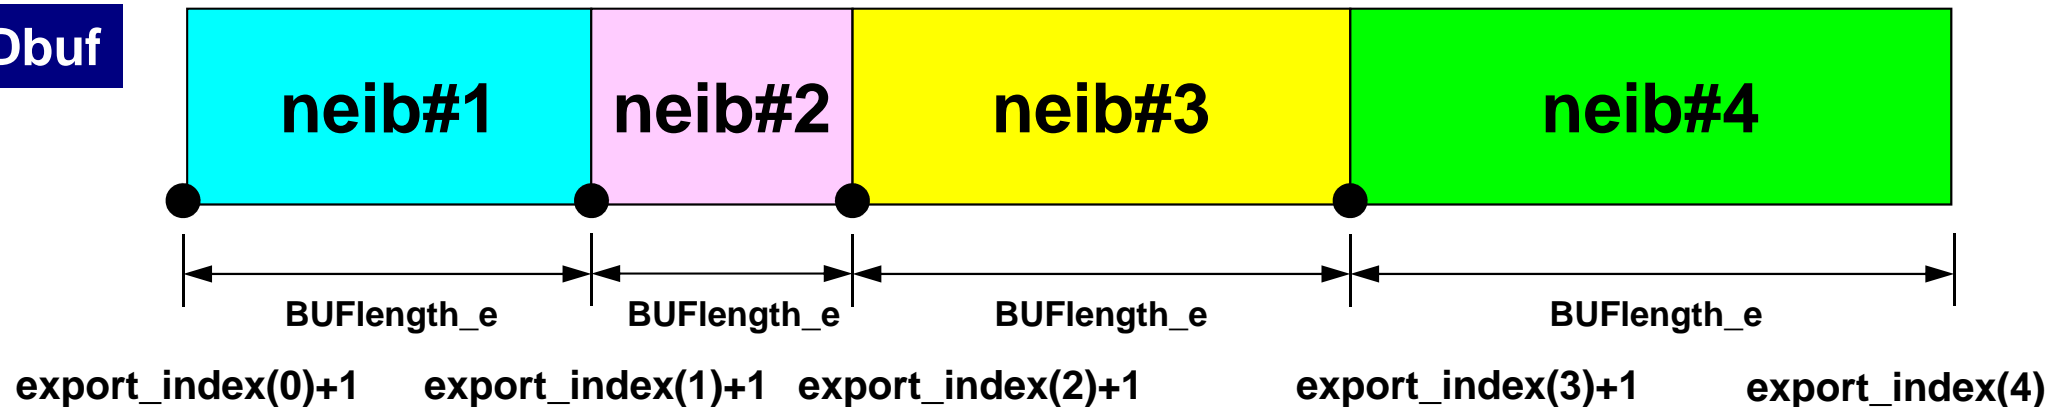 Dbuf
neib#1 neib#2 neib#3 neib#4
BUFlength_e BUFlength_e BUFlength_e BUFlength_e
export_index(0)+1 export_index(1)+1 export_index(2)+1 export_index(3)+1 export_index(4)